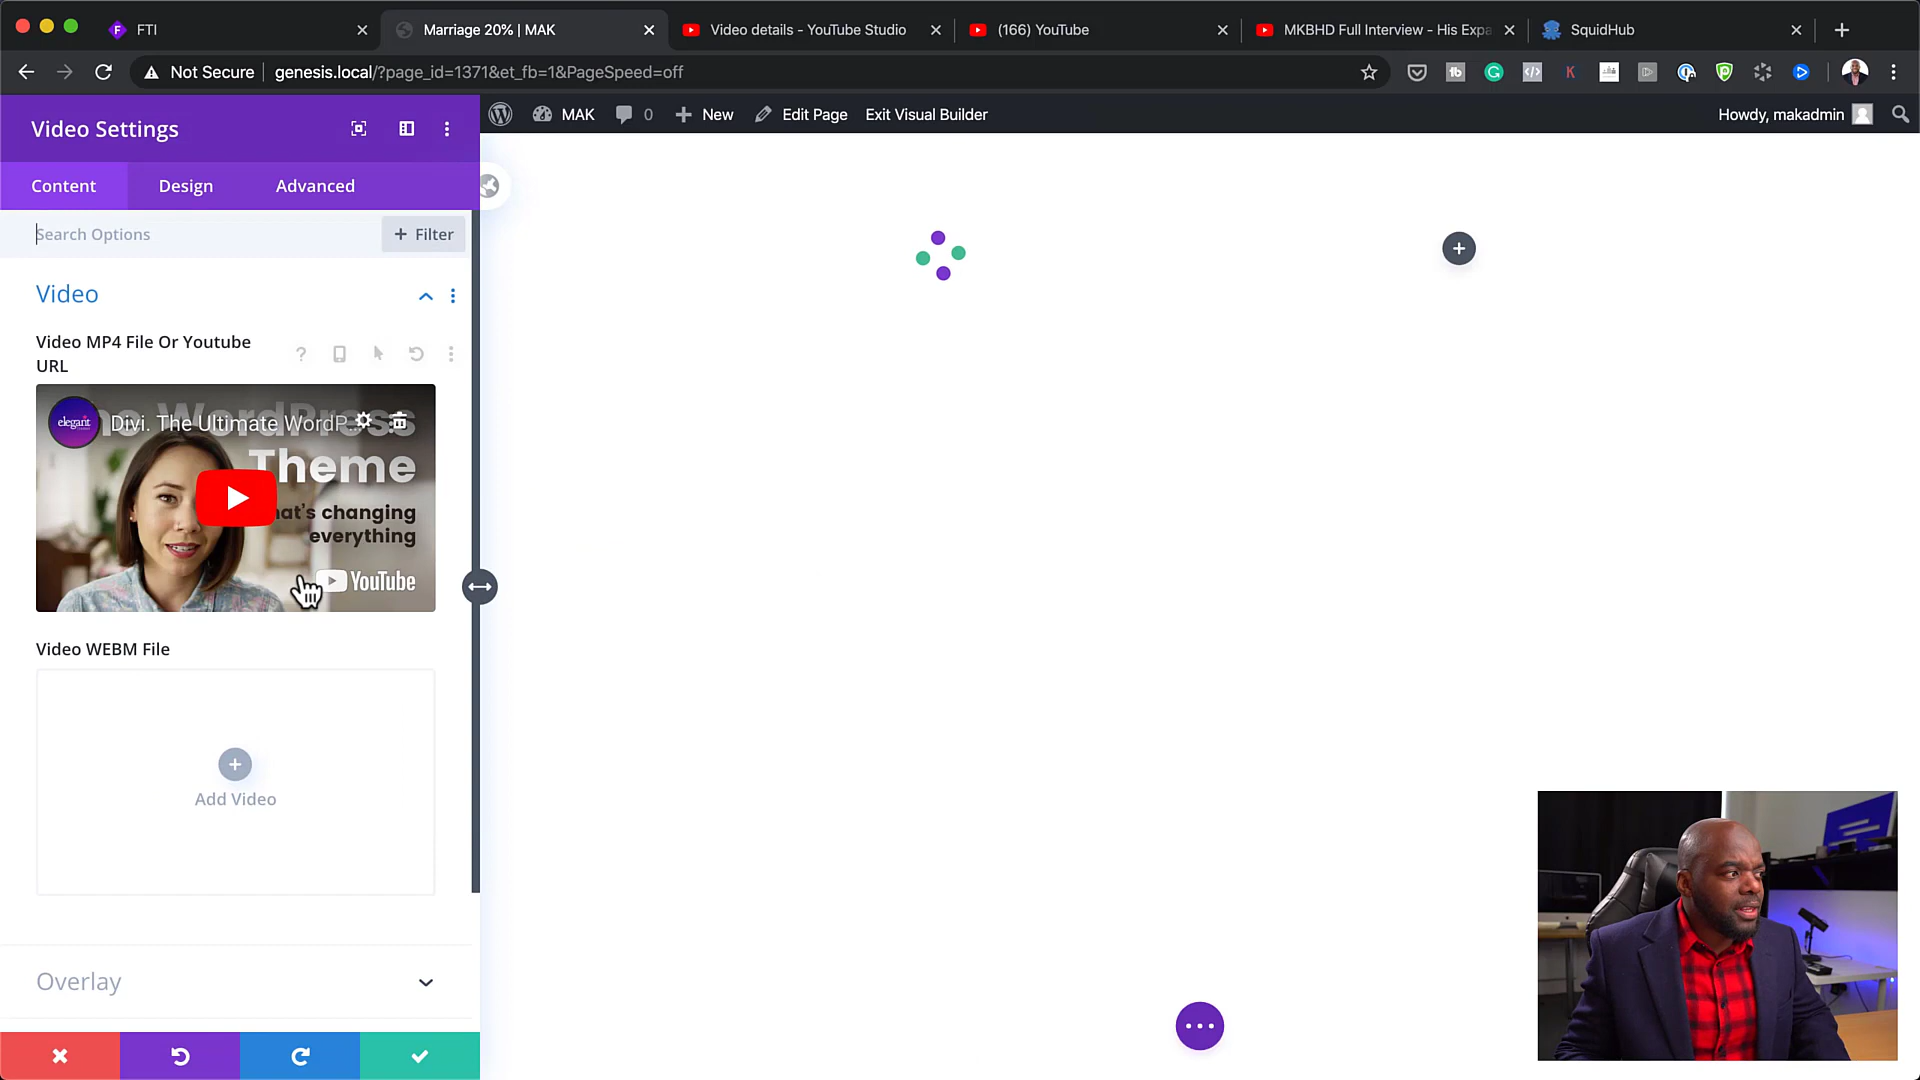 FTI
Marriage 20% | MAK
Video details - YouTube Studio
(166) YouTube
MKBHD Full Interview - His Expa
SquidHub
Not Secure
genesis.local/?page_id=1371&et_fb=1&PageSpeed=off
Video Settings
MAK
0
New
Edit Page
Exit Visual Builder
Howdy, makadmin
Content
Design
Advanced
Search Options
+ Filter
Video
Video MP4 File Or Youtube
URL
elegant
Divi. The Ultimate WordP...
WordPress
Theme
hat's changing
everything
YouTube
Video WEBM File
Add Video
Overlay